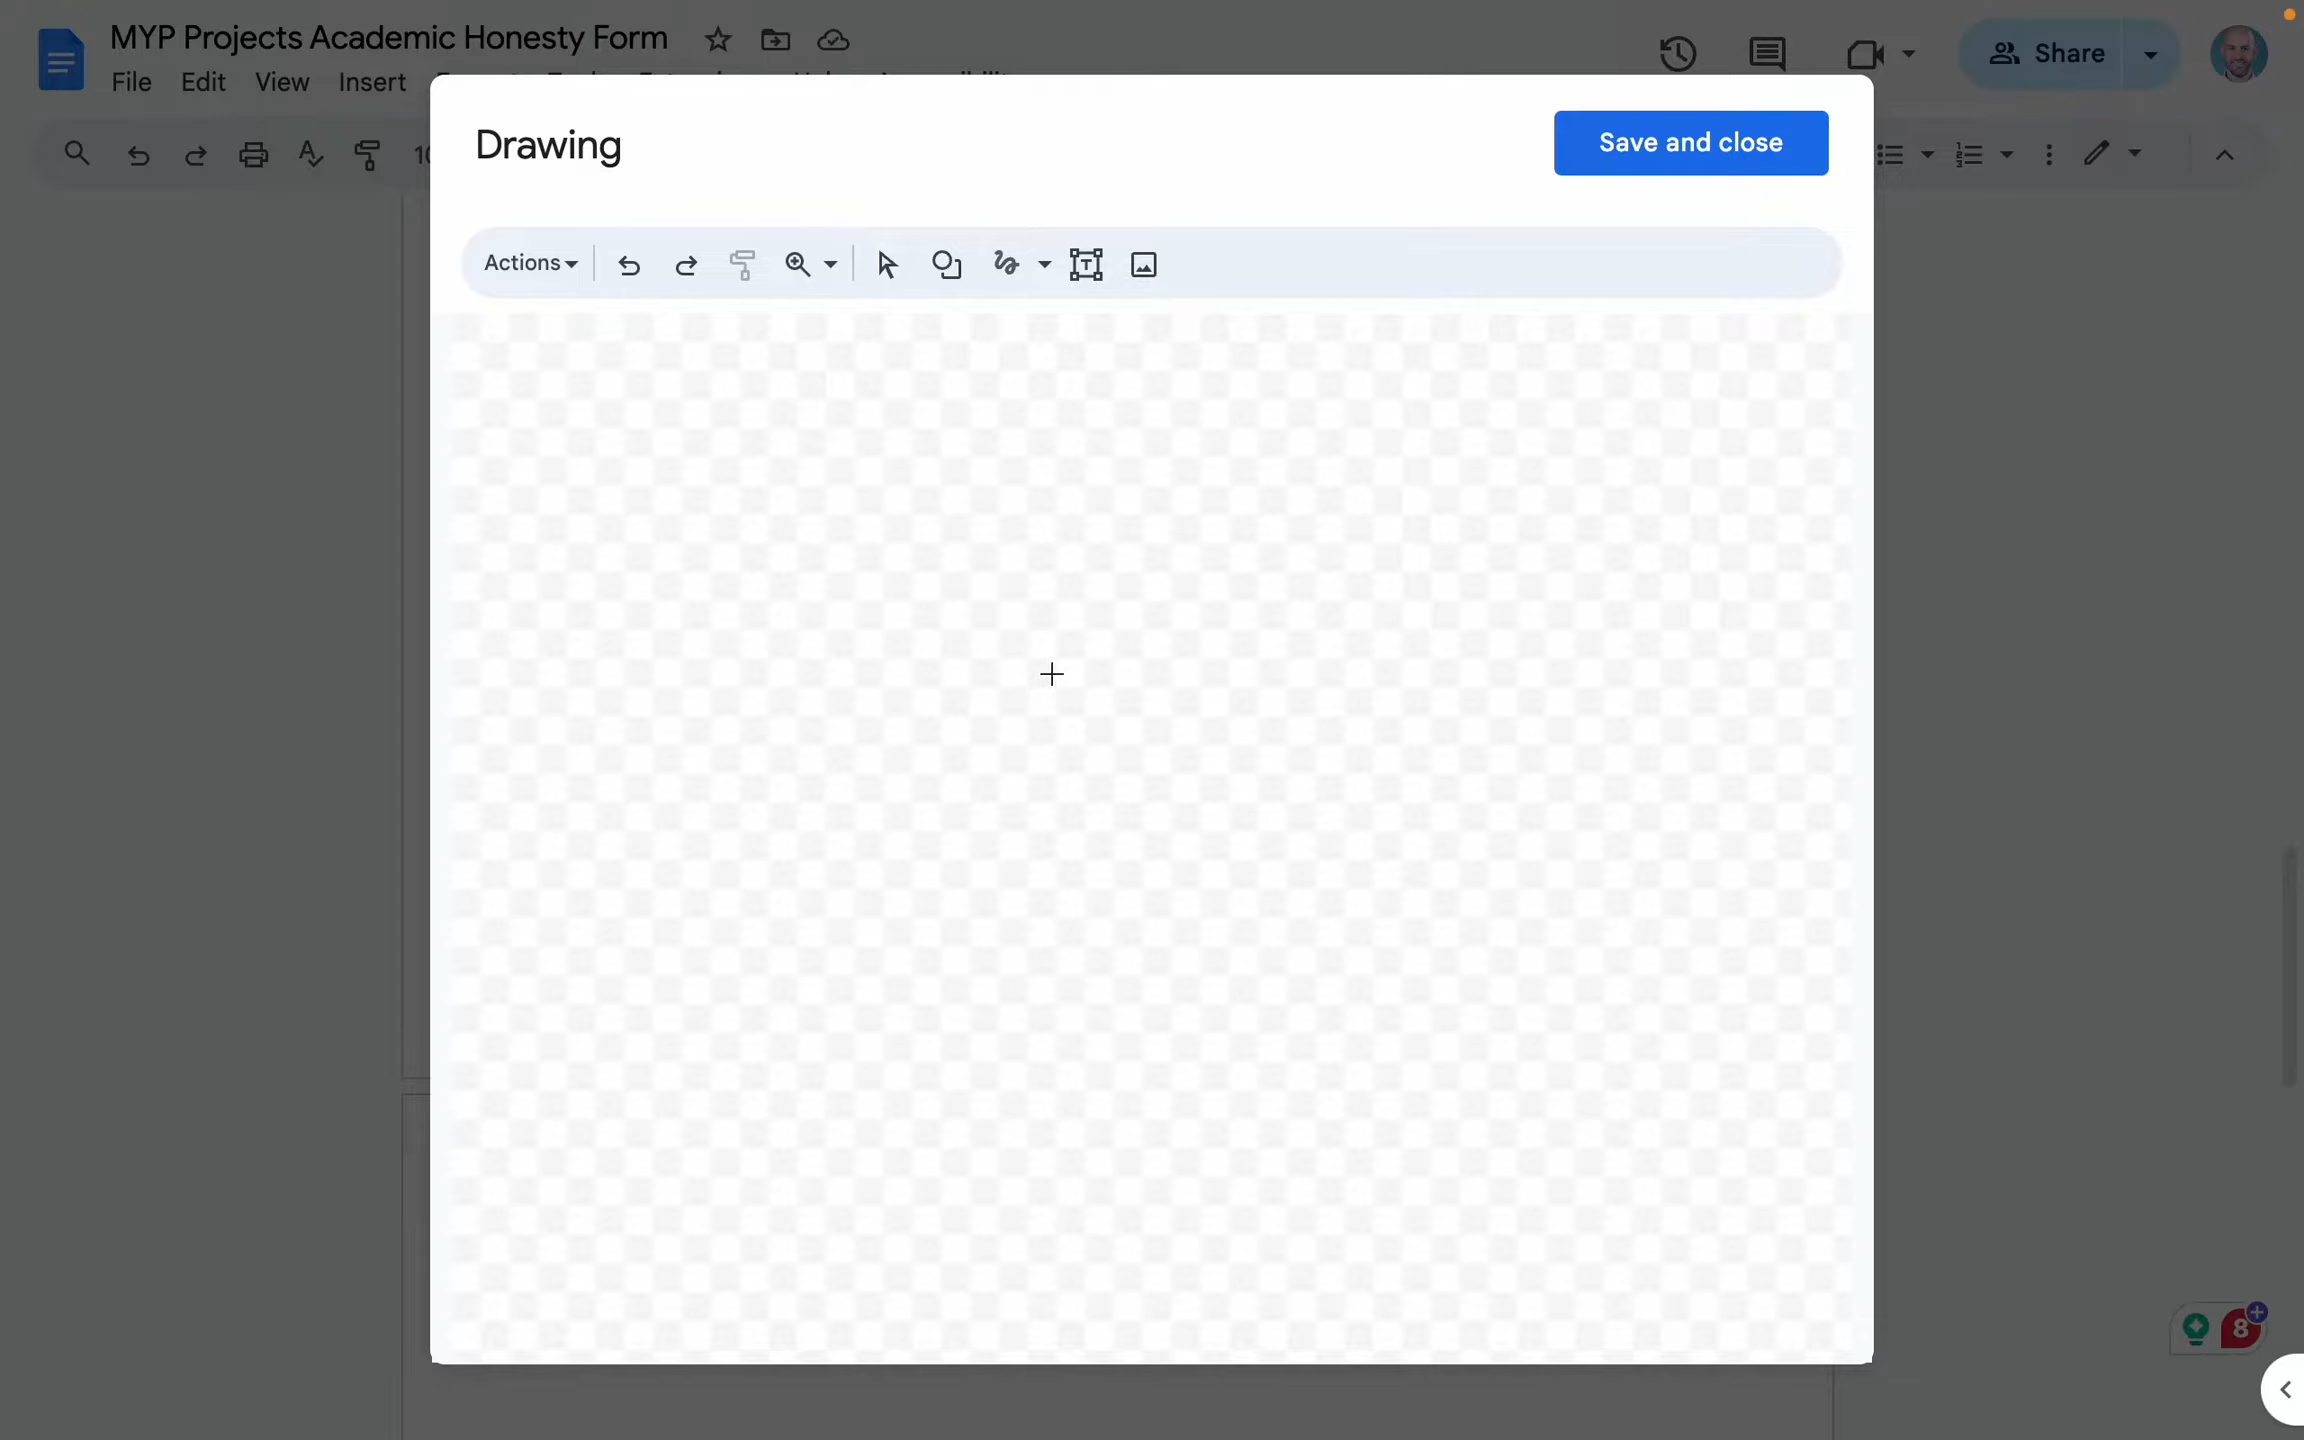 MYP Projects Academic Honesty Form
File Edit View Insert
Share
Drawing
Save and close
Actions
8